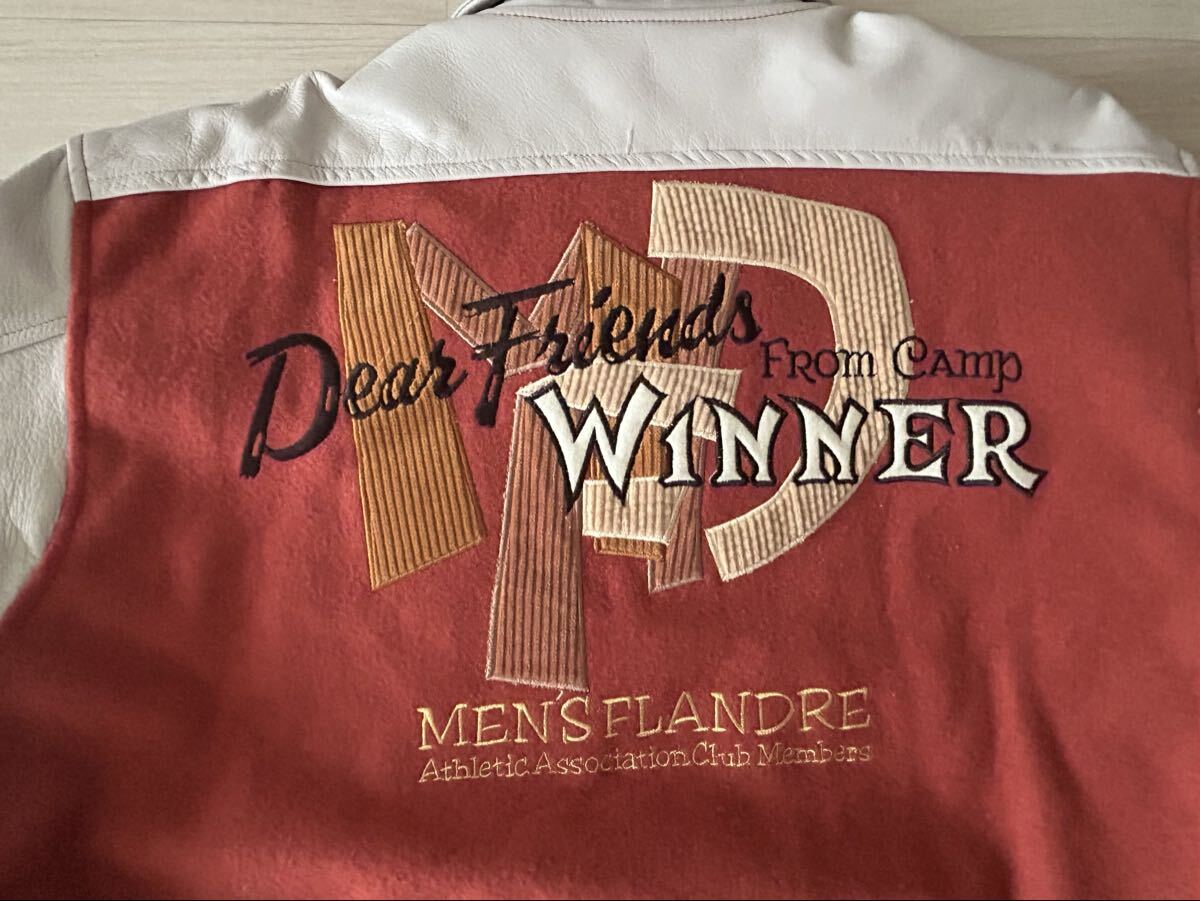 Dear Friends
FROM CAMP
WINNER
MEN'S FLANDRE
Athletic Association Club Members